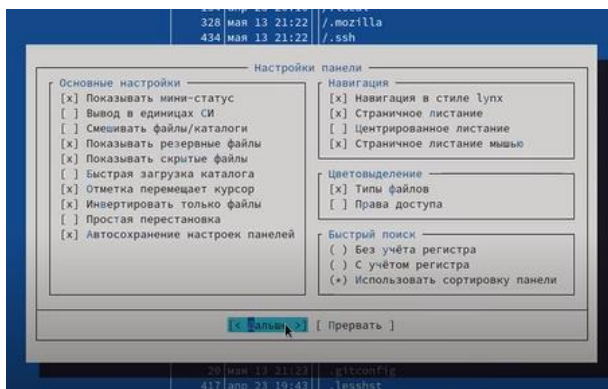 328 мая 13 21:22 /.mozilla
434 мая 13 21:22 /.ssh
Настройки панели
Основные настройки
[x] Показывать мини-статус
[ ] Вывод в единицах СИ
[ ] Смешивать файлы/каталоги
[x] Показывать резервные файлы
[x] Показывать скрытые файлы
[ ] Быстрая загрузка каталога
[x] Отметка перемещает курсор
[x] Инвертировать только файлы
[ ] Простая перестановка
[x] Автосохранение настроек панелей
Навигация
[x] Навигация в стиле lynx
[x] Страничное листание
[ ] Центрированное листание
[x] Страничное листание мышью
Цветовыделение
[x] Типы файлов
[ ] Права доступа
Быстрый поиск
( ) Без учёта регистра
( ) С учётом регистра
(*) Использовать сортировку панели
[< Дальше >] [ Прервать ]
20 мая 13 21:23 .gitconfig
417 апр 23 19:43 .lesshst